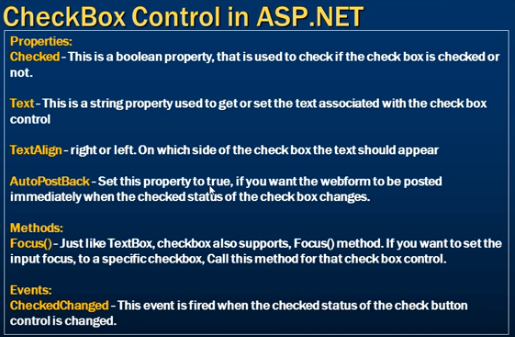 CheckBox Control in ASP.NET
Properties:
Checked - This is a boolean property, that is used to check if the check box is checked or
not.
Text - This is a string property used to get or set the text associated with the check box
control
TextAlign - right or left. On which side of the check box the text should appear
AutoPostBack - Set this property to true, if you want the webform to be posted
immediately when the checked status of the check box changes.
Methods:
Focus() - Just like TextBox, checkbox also supports, Focus() method. If you want to set the
input focus, to a specific checkbox, Call this method for that check box control.
Events:
CheckedChanged - This event is fired when the checked status of the check button
control is changed.